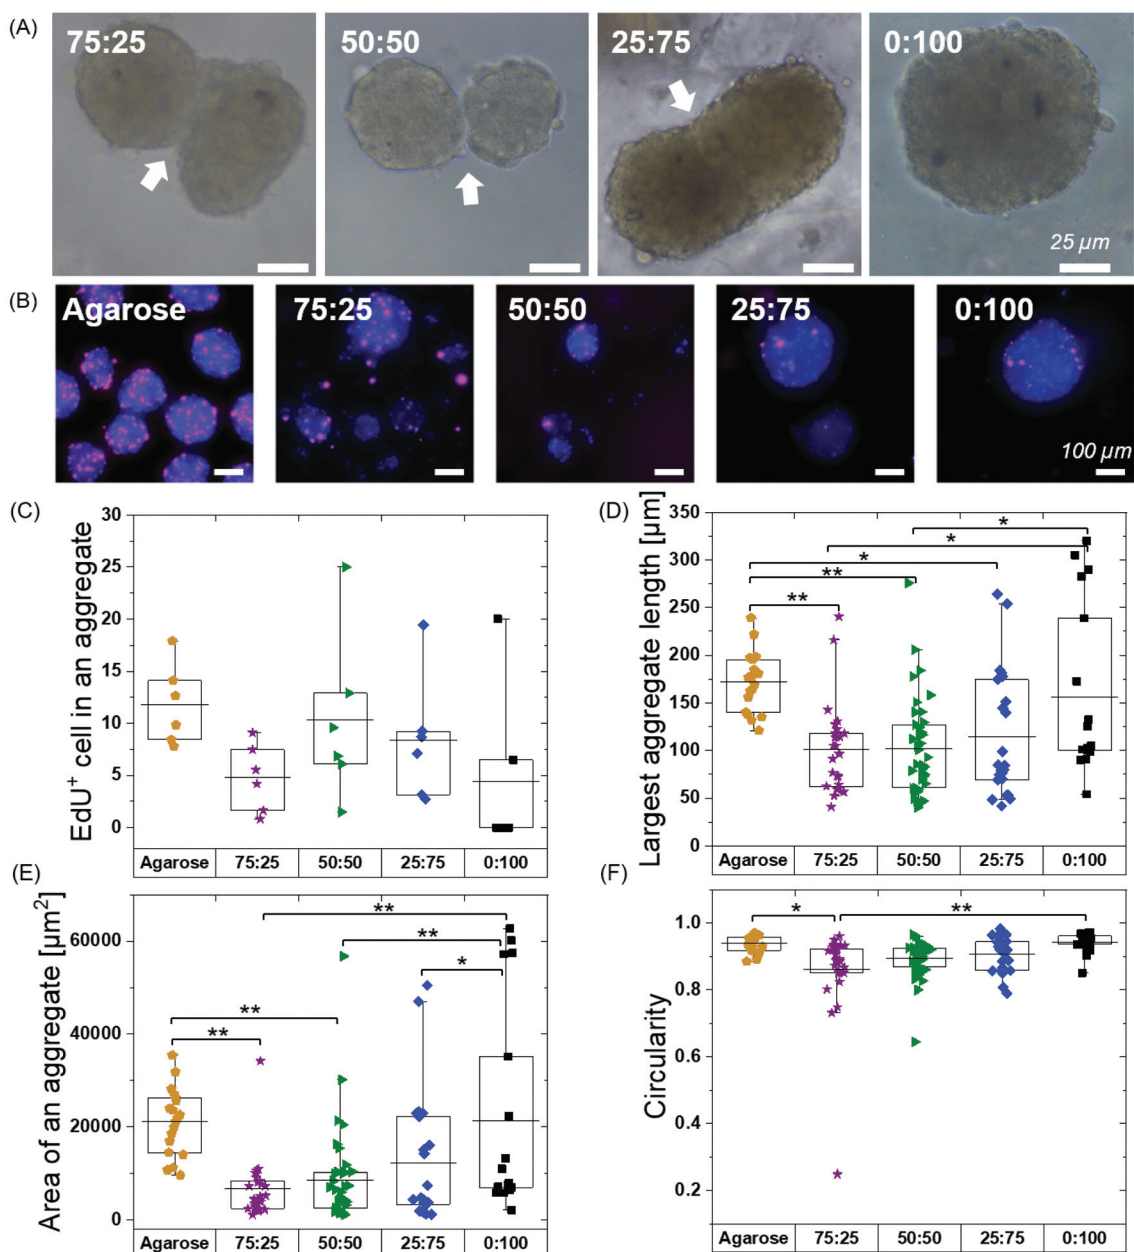 (A)
75:25 50:50 25:75 0:100
25 µm
(B)
Agarose 75:25 50:50 25:75 0:100
100 µm
(C)
EdU⁺ cell in an aggregate
30
25
20
15
10
5
0
Agarose 75:25 50:50 25:75 0:100
(D)
Largest aggregate length [µm]
350
300
250
200
150
100
50
0
*
*
*
**
**
Agarose 75:25 50:50 25:75 0:100
(E)
Area of an aggregate [µm²]
60000
40000
20000
0
**
**
*
**
**
Agarose 75:25 50:50 25:75 0:100
(F)
Circularity
1.0
0.8
0.6
0.4
0.2
* **
Agarose 75:25 50:50 25:75 0:100